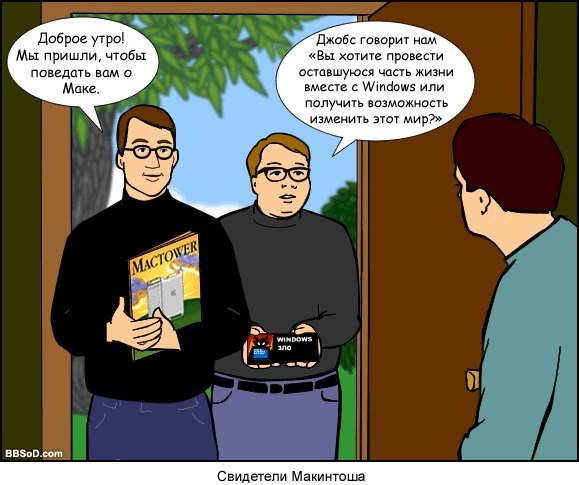 Доброе утро!
Мы пришли, чтобы
поведать вам о
Маке.
Джобс говорит нам
«Вы хотите провести
оставшуюся часть жизни
вместе с Windows или
получить возможность
изменить этот мир?»
MACTOWER
WINDOWS
ЗЛО
BBSoD.com
Свидетели Макинтоша